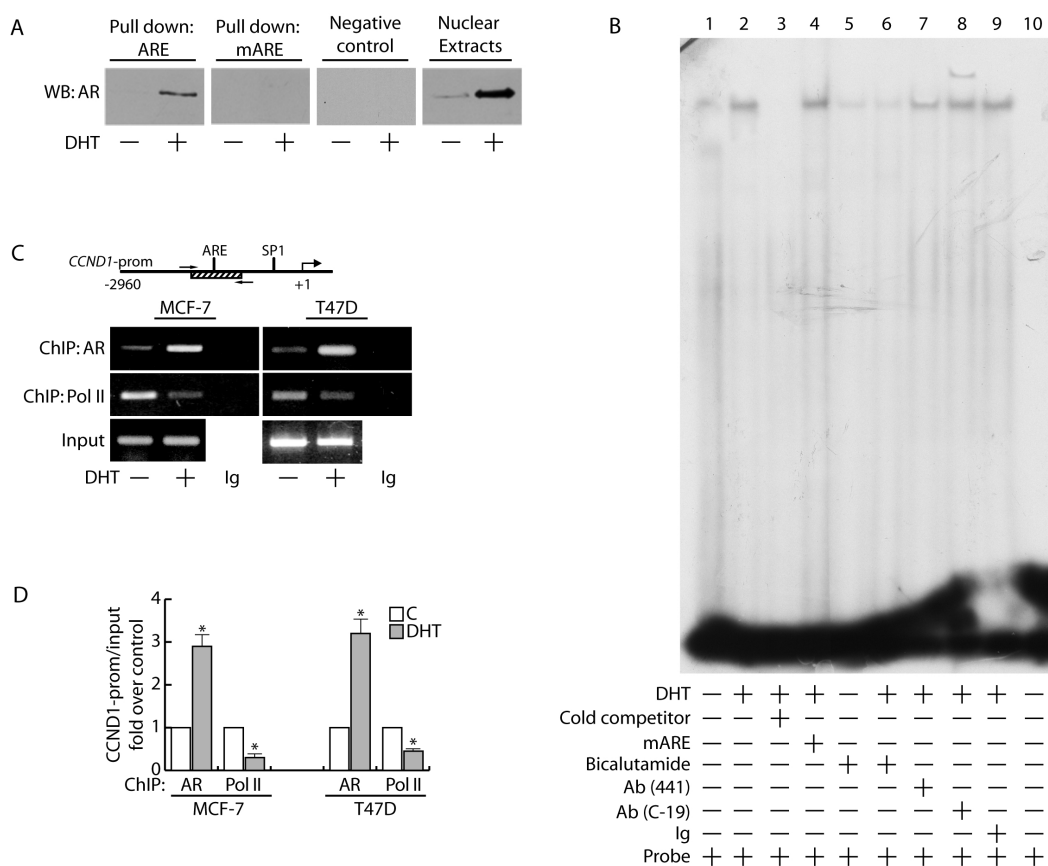 A
Pull down: ARE
Pull down: mARE
Negative control
Nuclear Extracts
WB: AR
DHT − + − + − + − +
B
1 2 3 4 5 6 7 8 9 10
DHT − + + + − + + + + −
Cold competitor − − + − − − − − − −
mARE − − − + − − − − − −
Bicalutamide − − − − + + − − − −
Ab (441) − − − − − − + − − −
Ab (C-19) − − − − − − − + − −
Ig − − − − − − − − + −
Probe + + + + + + + + + +
C
ARE SP1
CCND1-prom
-2960 +1
MCF-7 T47D
ChIP: AR
ChIP: Pol II
Input
DHT − + Ig − + Ig
D
CCND1-prom/input
fold over control
4
3
2
1
0
* * * *
C
DHT
ChIP: AR Pol II AR Pol II
MCF-7 T47D